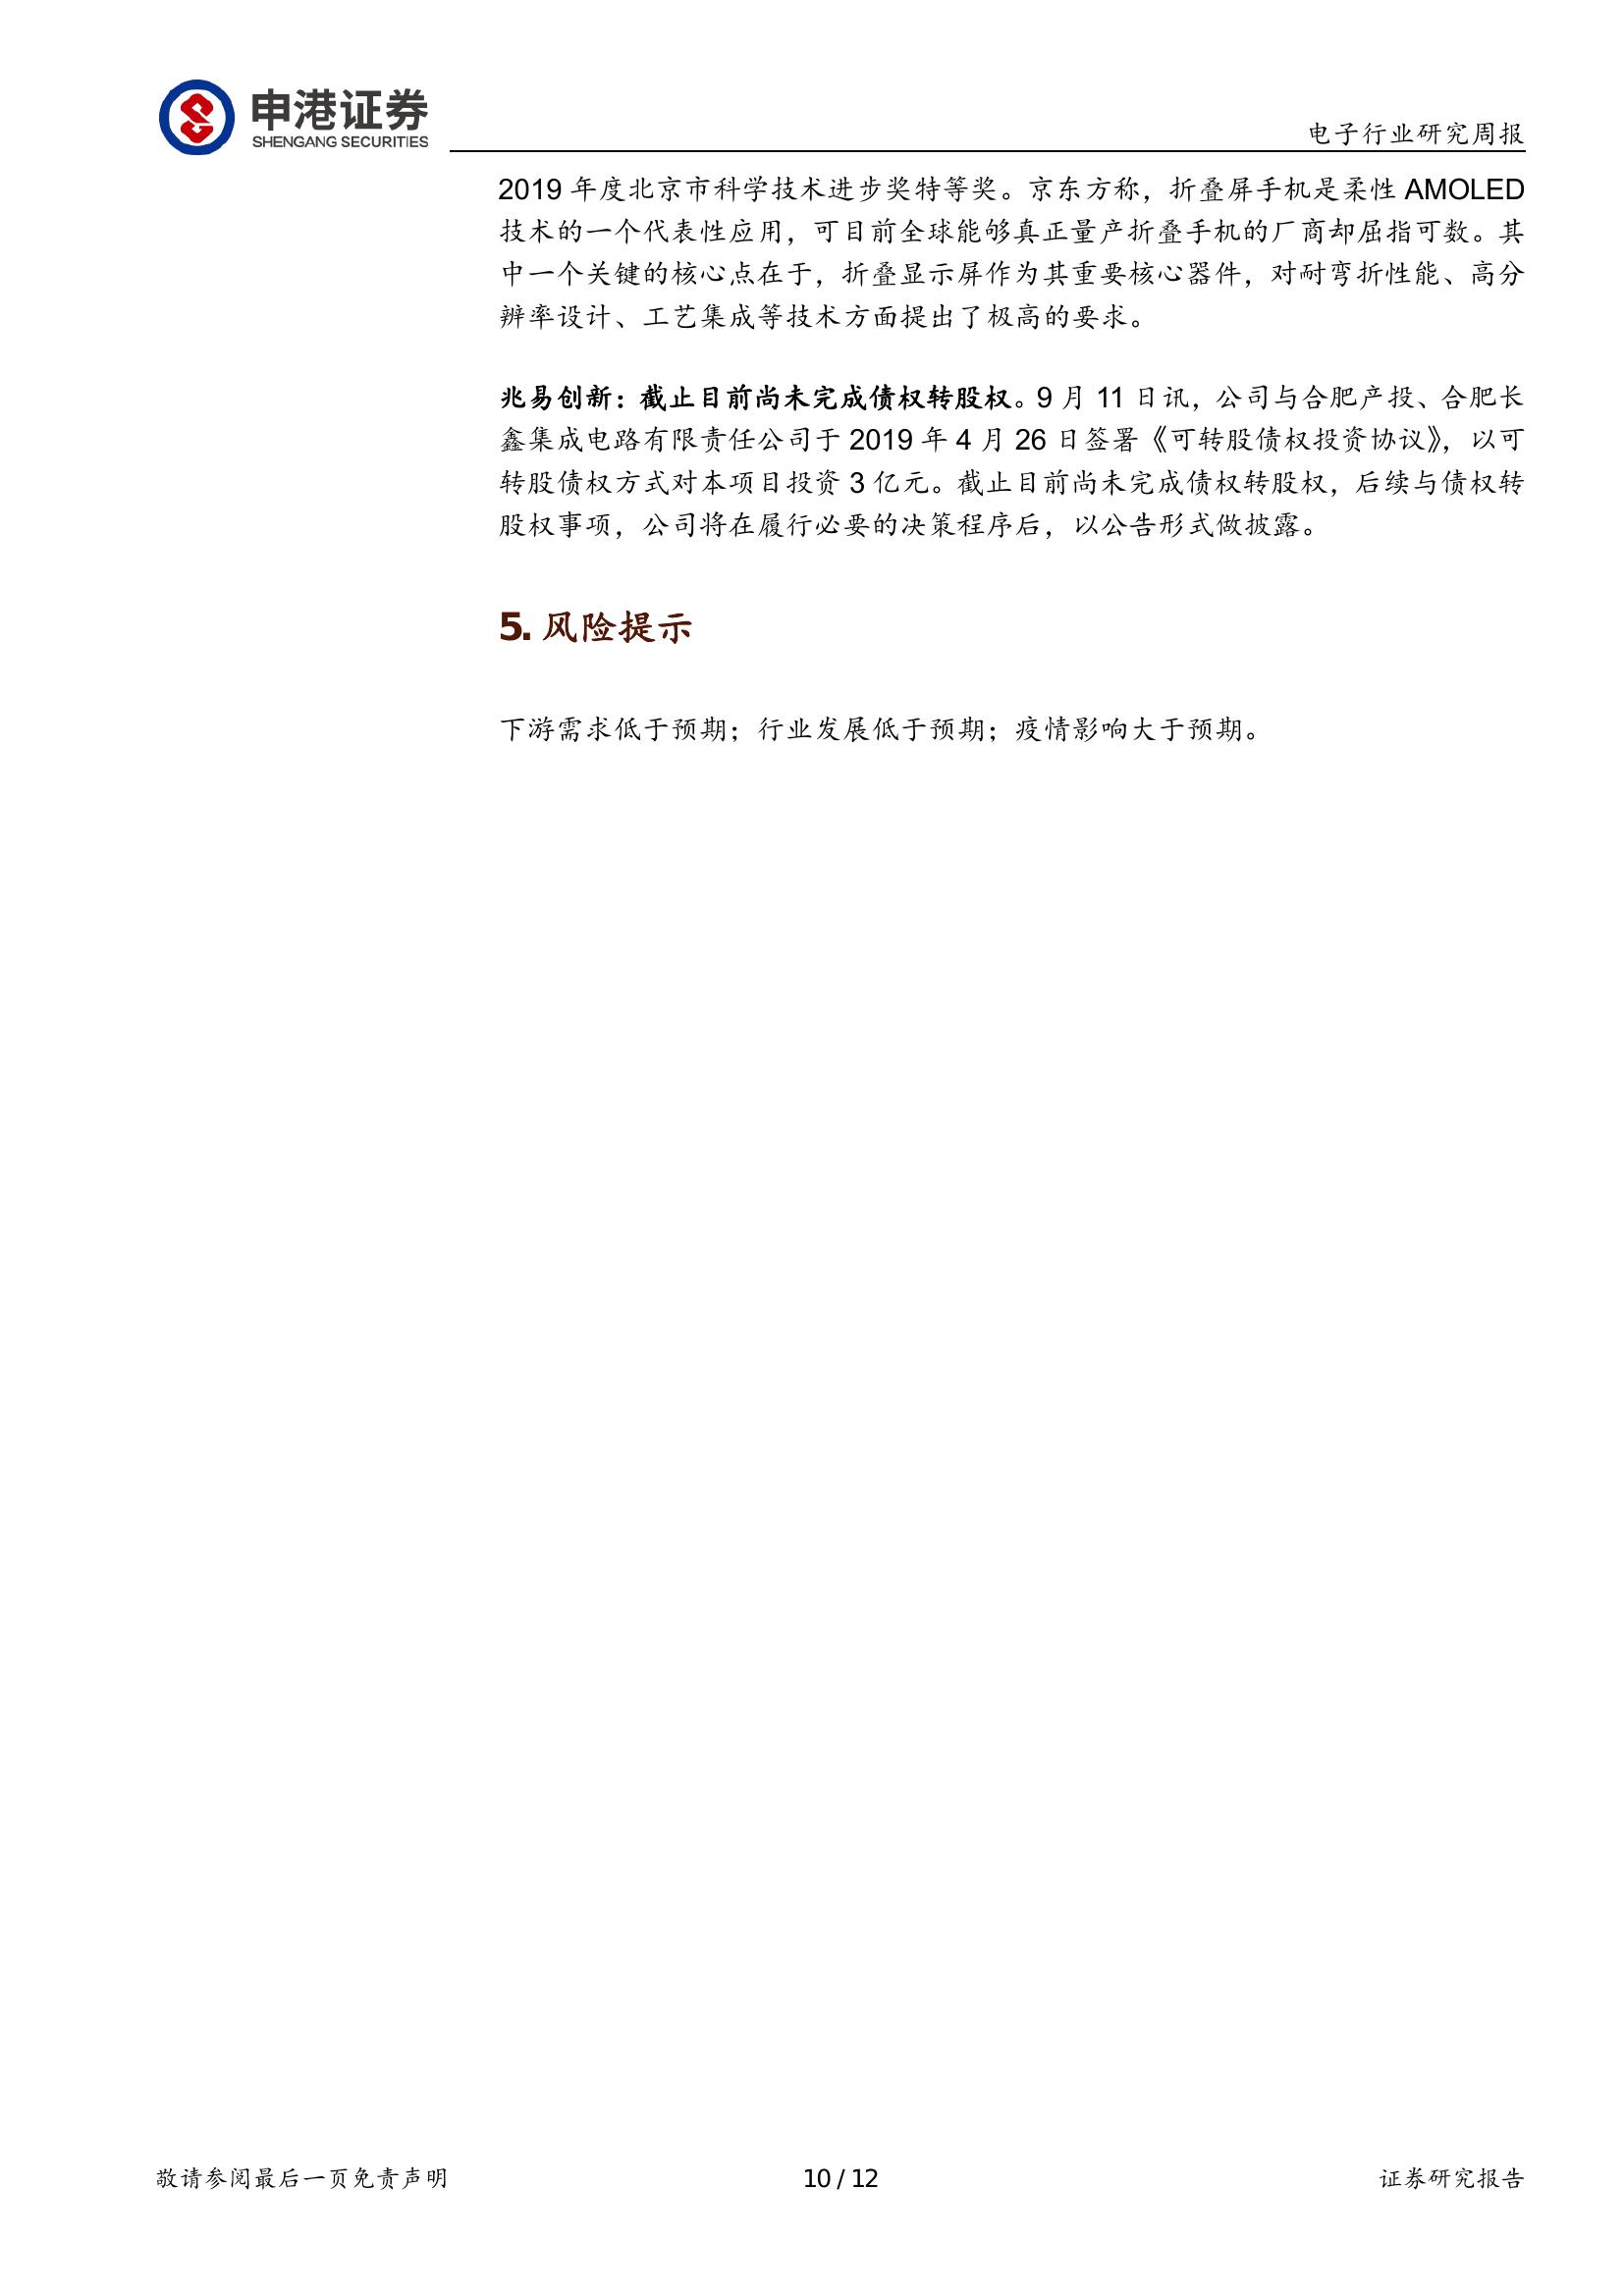 申港证券
SHENGANG SECURITIES
电子行业研究周报
2019 年度北京市科学技术进步奖特等奖。京东方称，折叠屏手机是柔性 AMOLED
技术的一个代表性应用，可目前全球能够真正量产折叠手机的厂商却屈指可数。其
中一个关键的核心点在于，折叠显示屏作为其重要核心器件，对耐弯折性能、高分
辨率设计、工艺集成等技术方面提出了极高的要求。
兆易创新：截止目前尚未完成债权转股权。9 月 11 日讯，公司与合肥产投、合肥长
鑫集成电路有限责任公司于 2019 年 4 月 26 日签署《可转股债权投资协议》，以可
转股债权方式对本项目投资 3 亿元。截止目前尚未完成债权转股权，后续与债权转
股权事项，公司将在履行必要的决策程序后，以公告形式做披露。
5. 风险提示
下游需求低于预期；行业发展低于预期；疫情影响大于预期。
敬请参阅最后一页免责声明
10 / 12
证券研究报告